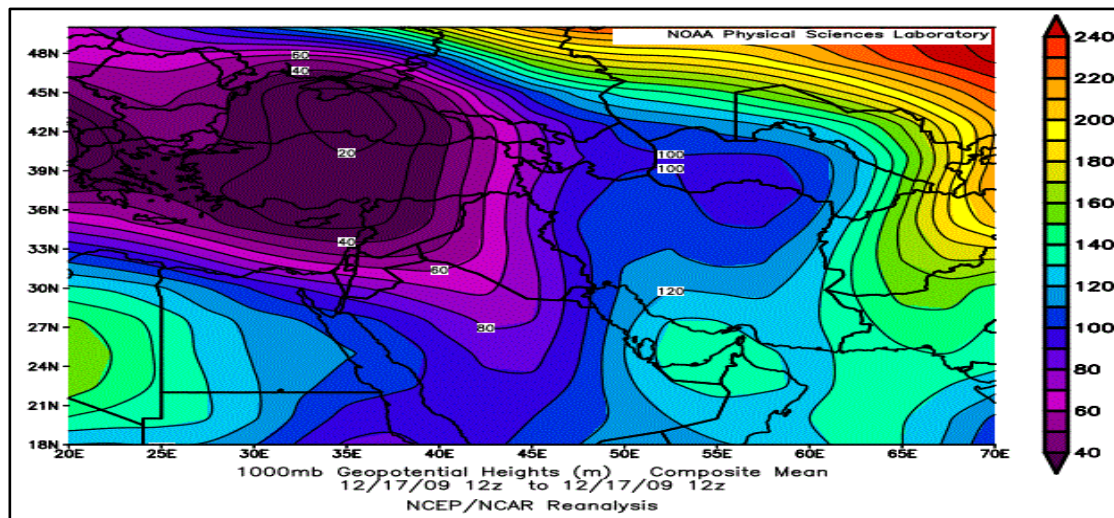 NOAA Physical Sciences Laboratory
48N
45N
42N
39N
36N
33N
30N
27N
24N
21N
18N
60
40
20
40
60
80
100
100
120
20E 25E 30E 35E 40E 45E 50E 55E 60E 65E 70E
240
220
200
180
160
140
120
100
80
60
40
1000mb Geopotential Heights (m) Composite Mean
12/17/09 12z to 12/17/09 12z
NCEP/NCAR Reanalysis